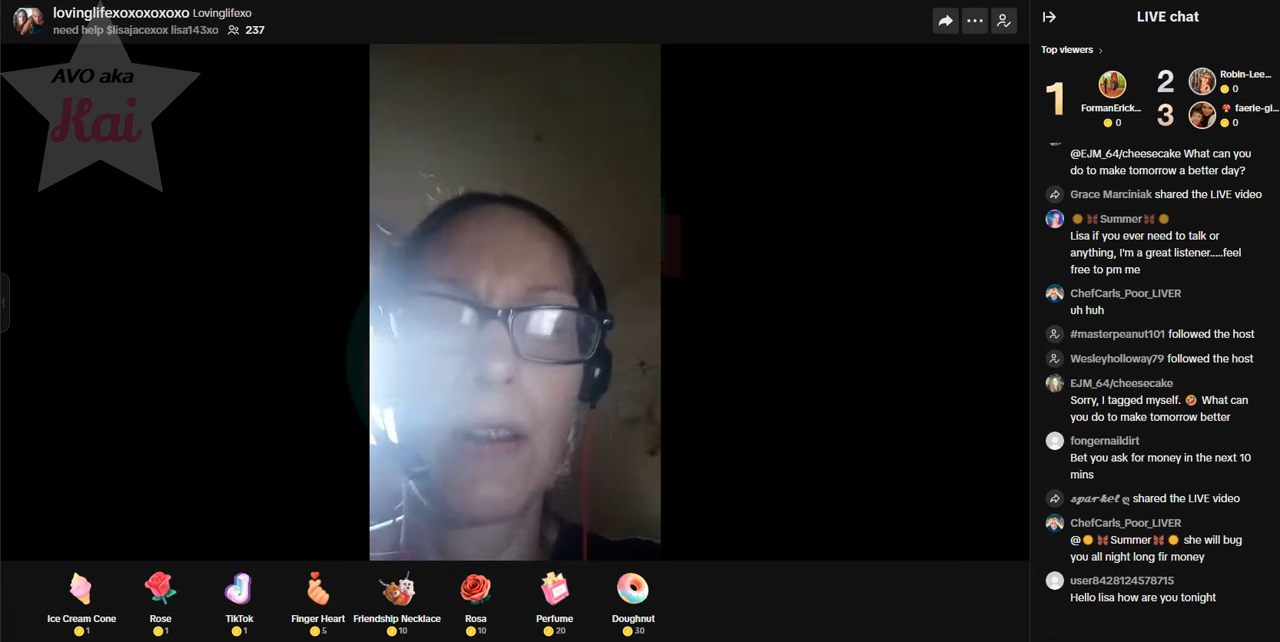 lovinglifexoxoxoxoxo Lovinglifexo
need help $lisajacexox lisa143xo 237
AVO aka
Kai
LIVE chat
Top viewers
1
FormanErick...
0
2
Robin-Lee...
0
3
faerie-gi...
0
@EJM_64/cheesecake What can you
do to make tomorrow a better day?
Grace Marciniak shared the LIVE video
Summer
Lisa if you ever need to talk or
anything, I'm a great listener.....feel
free to pm me
ChefCarls_Poor_LIVER
uh huh
#masterpeanut101 followed the host
Wesleyholloway79 followed the host
EJM_64/cheesecake
Sorry, I tagged myself. 🤣 What can
you do to make tomorrow better
fongernaildirt
Bet you ask for money in the next 10
mins
𝓼𝓹𝓪𝓻𝓴𝓮𝓵 ღ shared the LIVE video
ChefCarls_Poor_LIVER
@Summer she will bug
you all night long fir money
user8428124578715
Hello lisa how are you tonight
Ice Cream Cone
1
Rose
1
TikTok
1
Finger Heart
5
Friendship Necklace
10
Rosa
10
Perfume
20
Doughnut
30